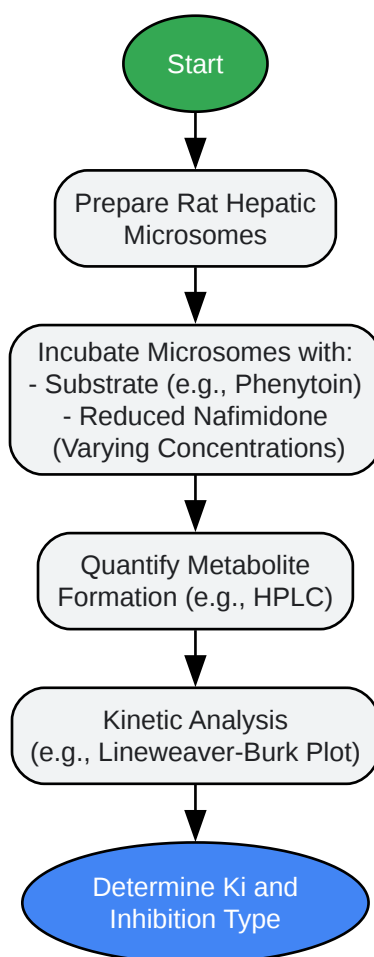 Start
Prepare Rat Hepatic
Microsomes
Incubate Microsomes with:
- Substrate (e.g., Phenytoin)
- Reduced Nafimidone
(Varying Concentrations)
Quantify Metabolite
Formation (e.g., HPLC)
Kinetic Analysis
(e.g., Lineweaver-Burk Plot)
Determine Ki and
Inhibition Type